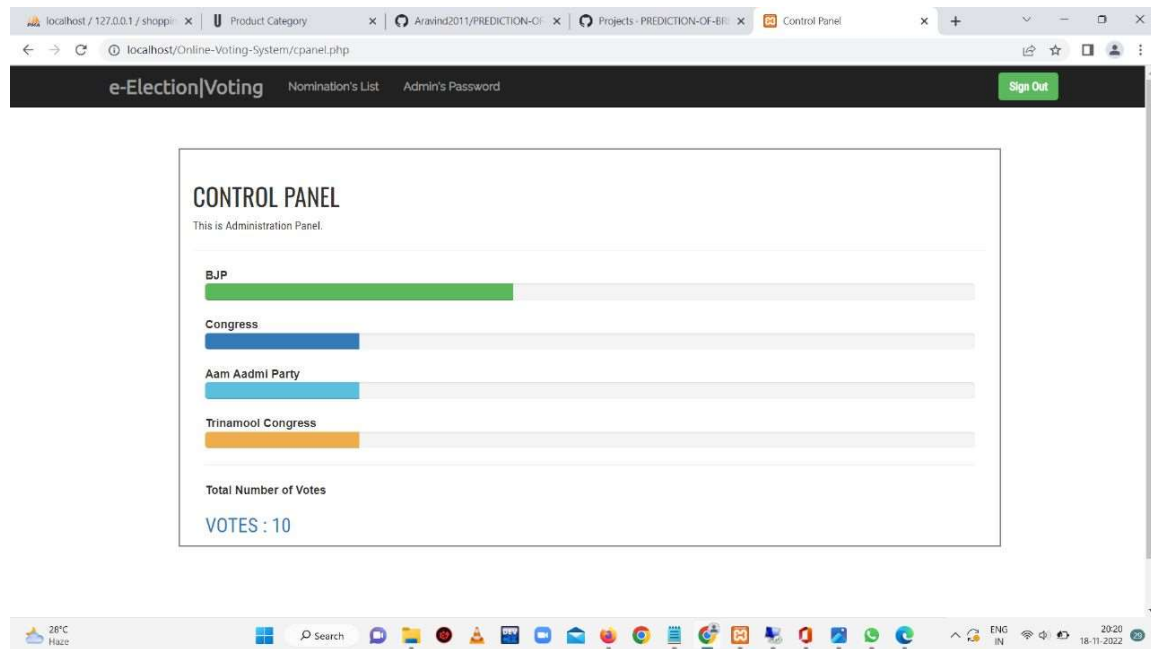 localhost / 127.0.0.1 / shoppin
Product Category
Aravind2011/PREDICTION-OF
Projects - PREDICTION-OF-BR
Control Panel
localhost/Online-Voting-System/cpanel.php
e-Election|Voting Nomination's List Admin's Password Sign Out
CONTROL PANEL
This is Administration Panel.
BJP
Congress
Aam Aadmi Party
Trinamool Congress
Total Number of Votes
VOTES : 10
28°C
Haze
Search
DEV
ENG
IN
20:20
18-11-2022
29